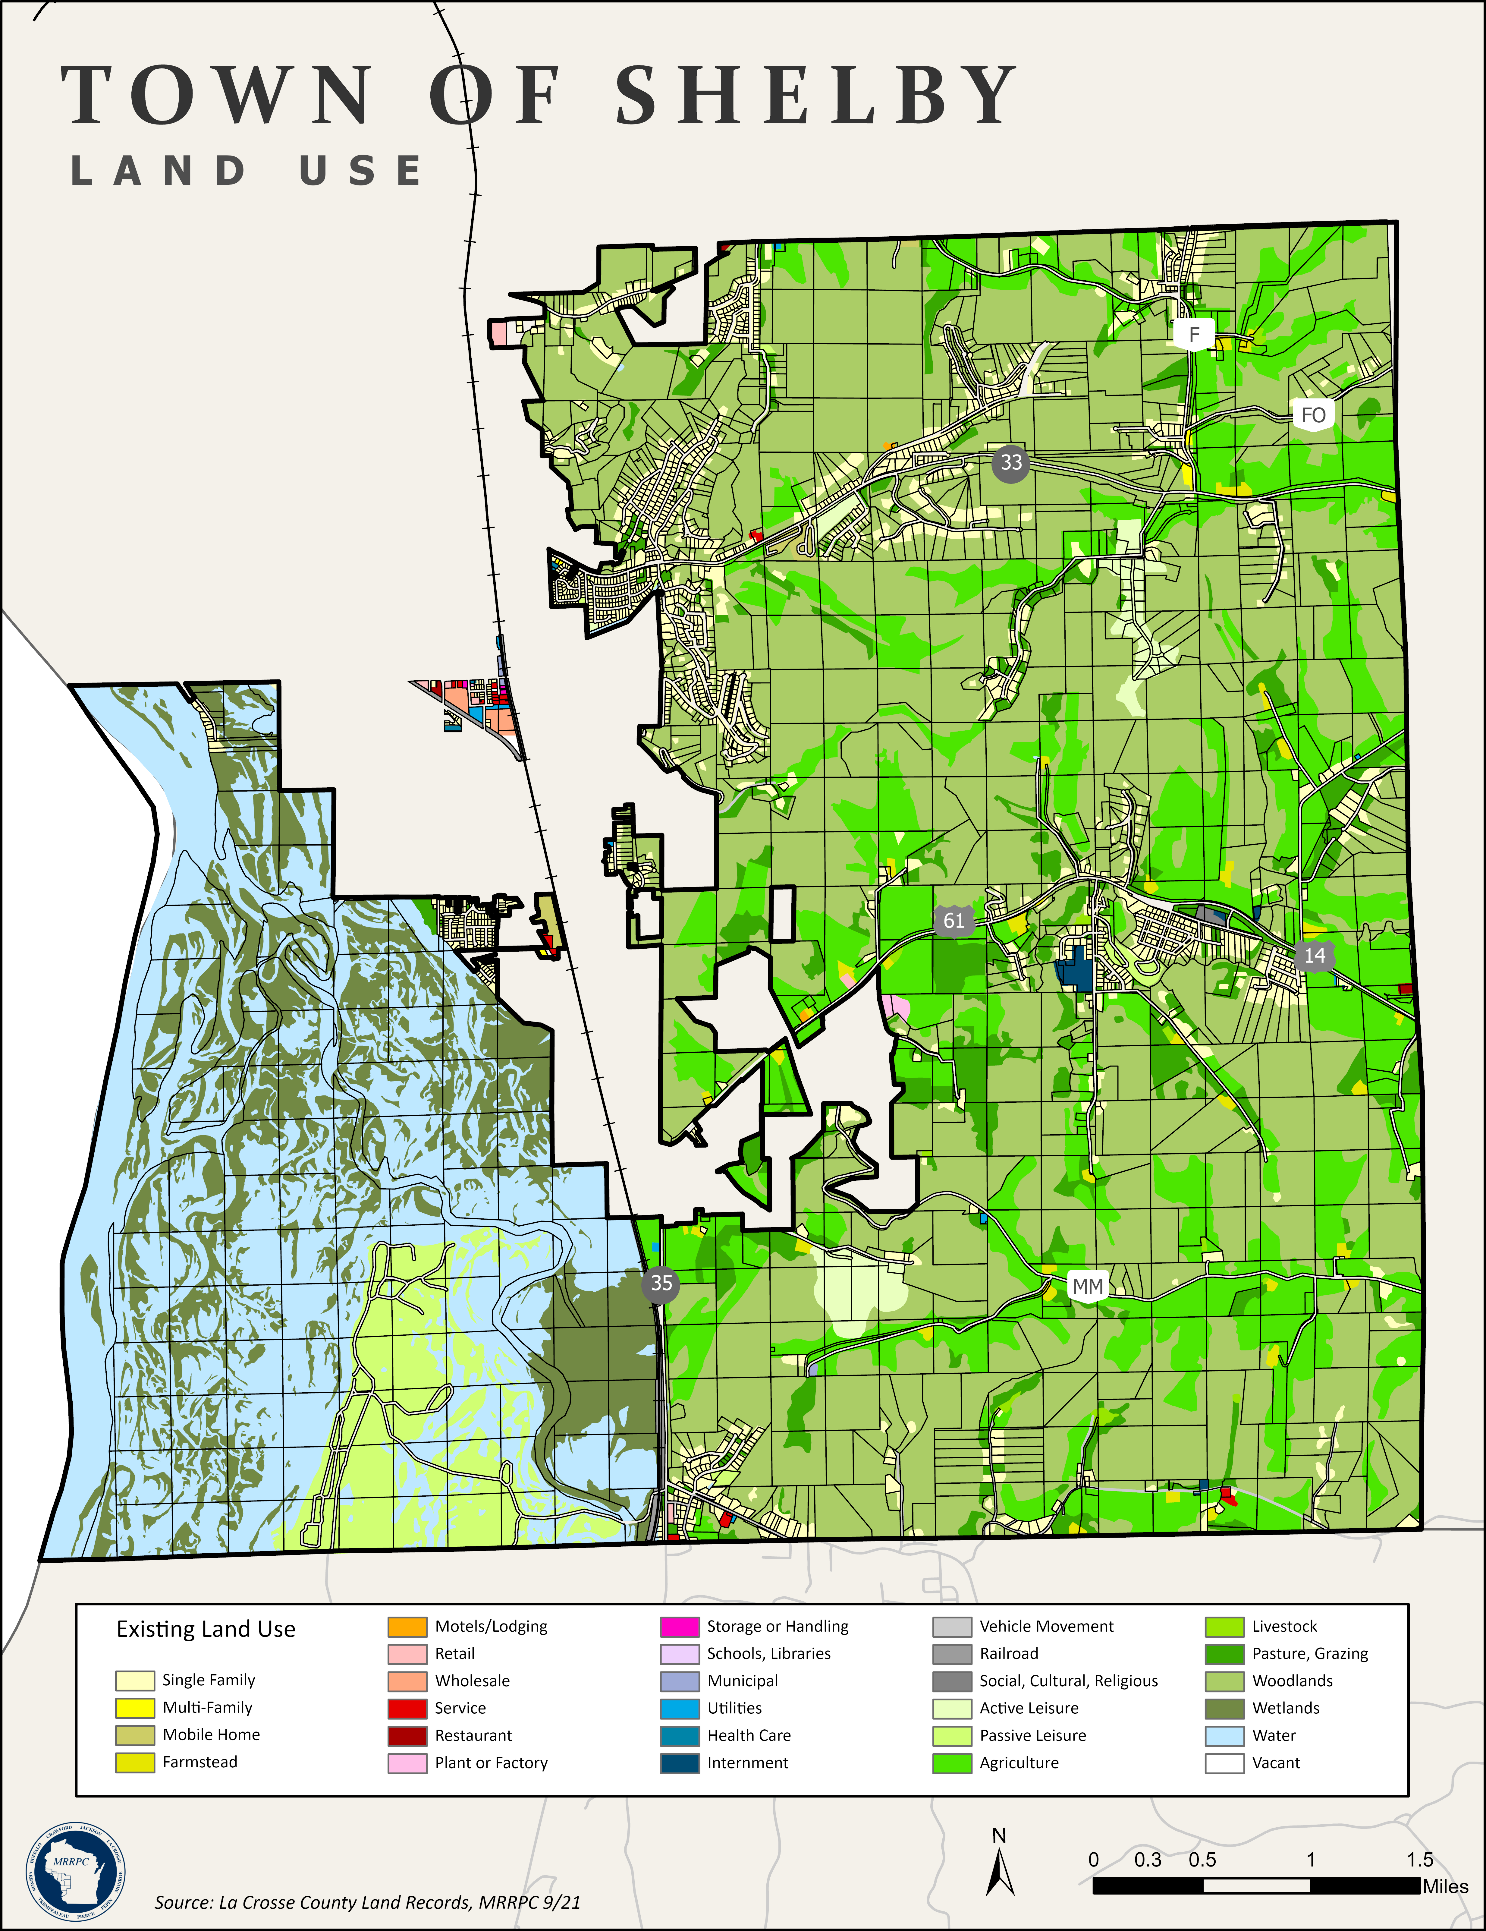 TOWN OF SHELBY
LAND USE
F
FO
33
61
14
35
MM
Existing Land Use
Single Family
Multi-Family
Mobile Home
Farmstead
Motels/Lodging
Retail
Wholesale
Service
Restaurant
Plant or Factory
Storage or Handling
Schools, Libraries
Municipal
Utilities
Health Care
Internment
Vehicle Movement
Railroad
Social, Cultural, Religious
Active Leisure
Passive Leisure
Agriculture
Livestock
Pasture, Grazing
Woodlands
Wetlands
Water
Vacant
MRRPC
Source: La Crosse County Land Records, MRRPC 9/21
N
0 0.3 0.5 1 1.5
Miles